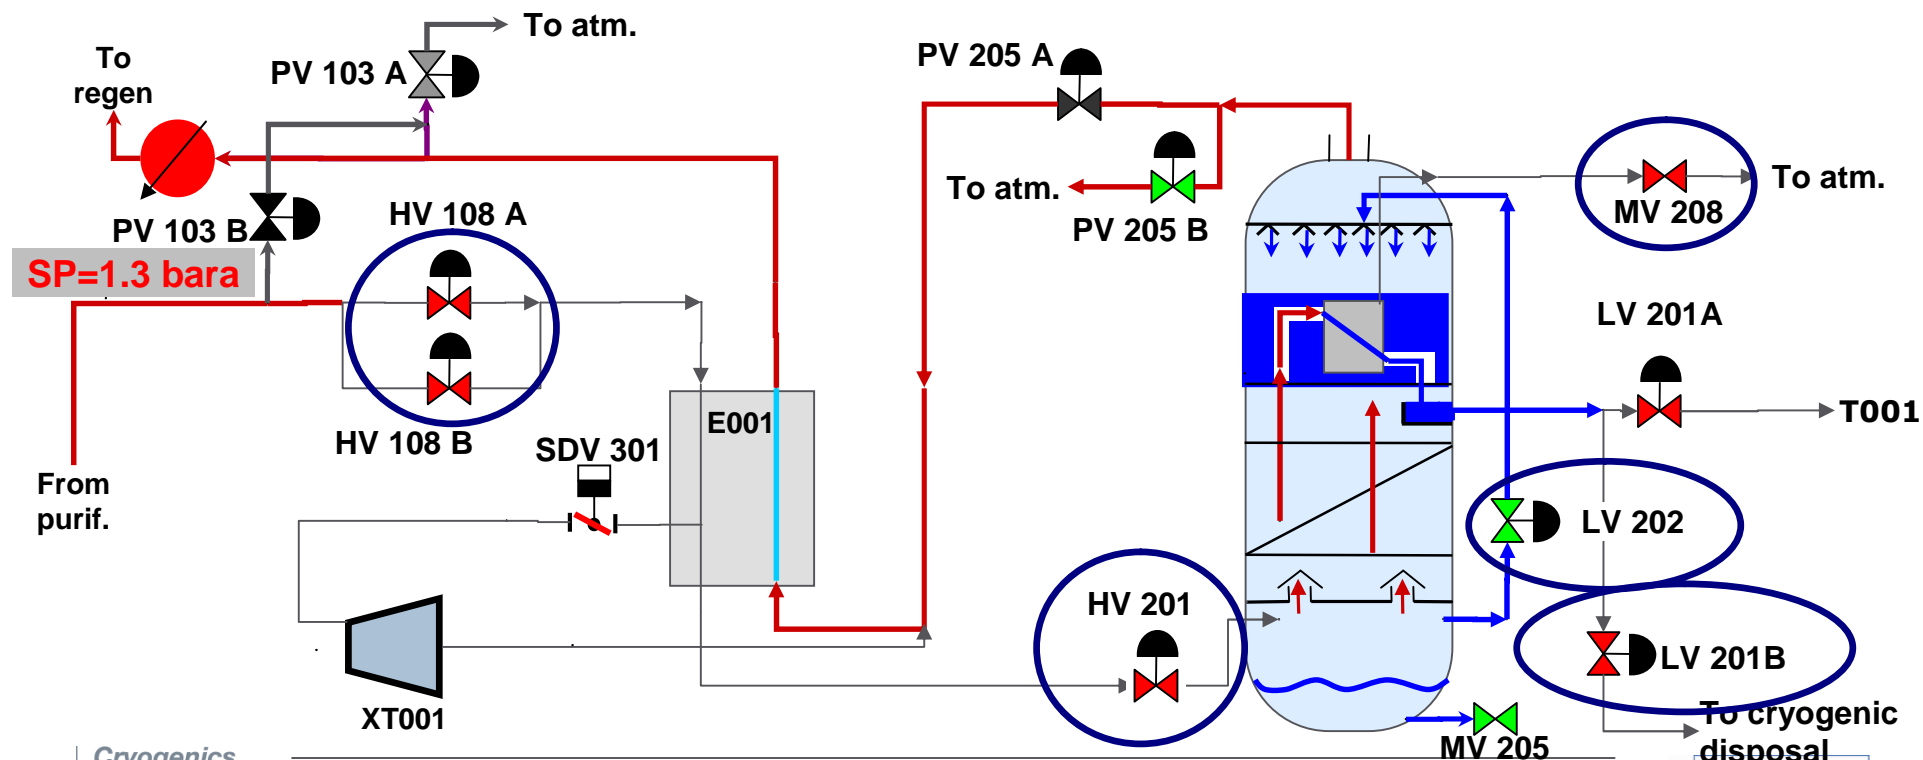 To atm.
To
regen
PV 103 A
PV 205 A
HV 108 A
PV 103 B
SP=1.3 bara
To atm.
PV 205 B
To atm.
MV 208
LV 201A
E001
T001
HV 108 B
SDV 301
From
purif.
LV 202
HV 201
LV 201B
XT001
To cryogenic
disposal
MV 205
Cryogenics